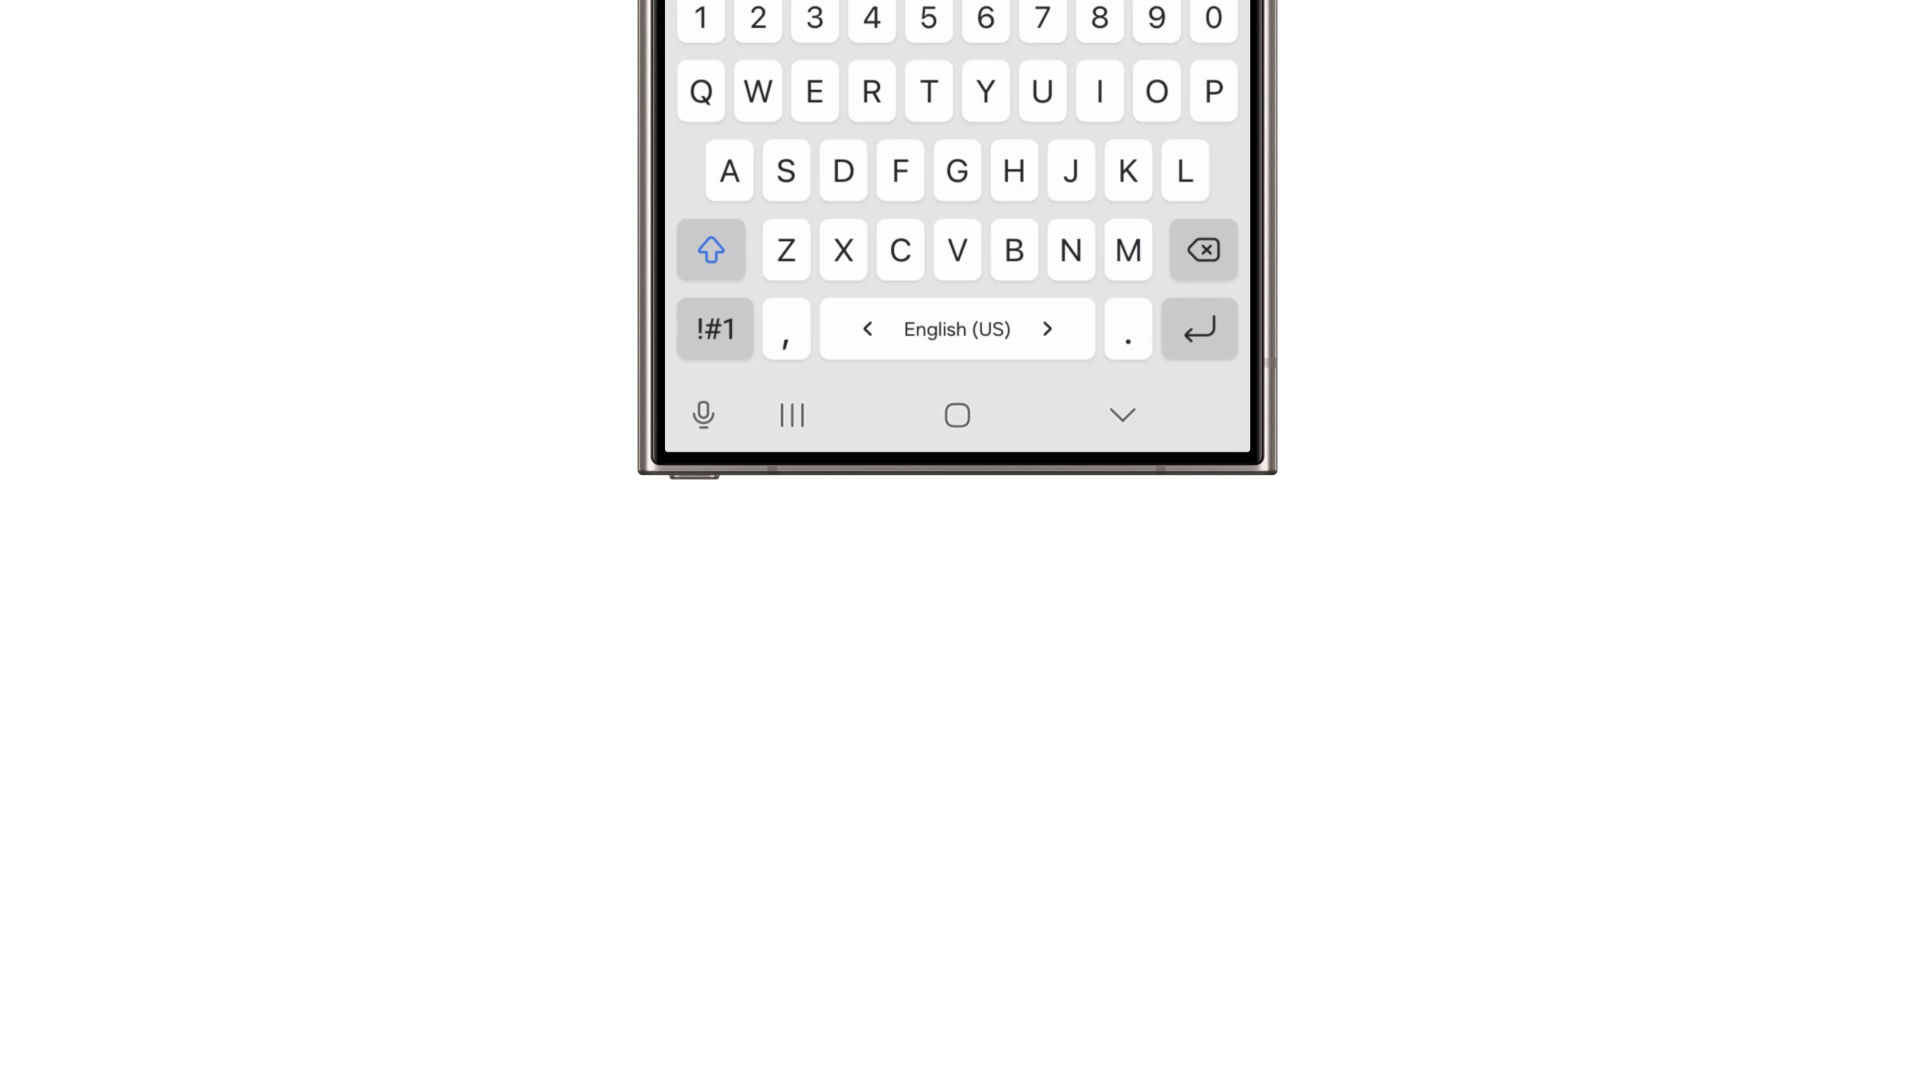 1 2 3 4 5 6 7 8 9 0
Q W E R T Y U I O P
A S D F G H J K L
Z X C V B N M
!#1 , < English (US) > .